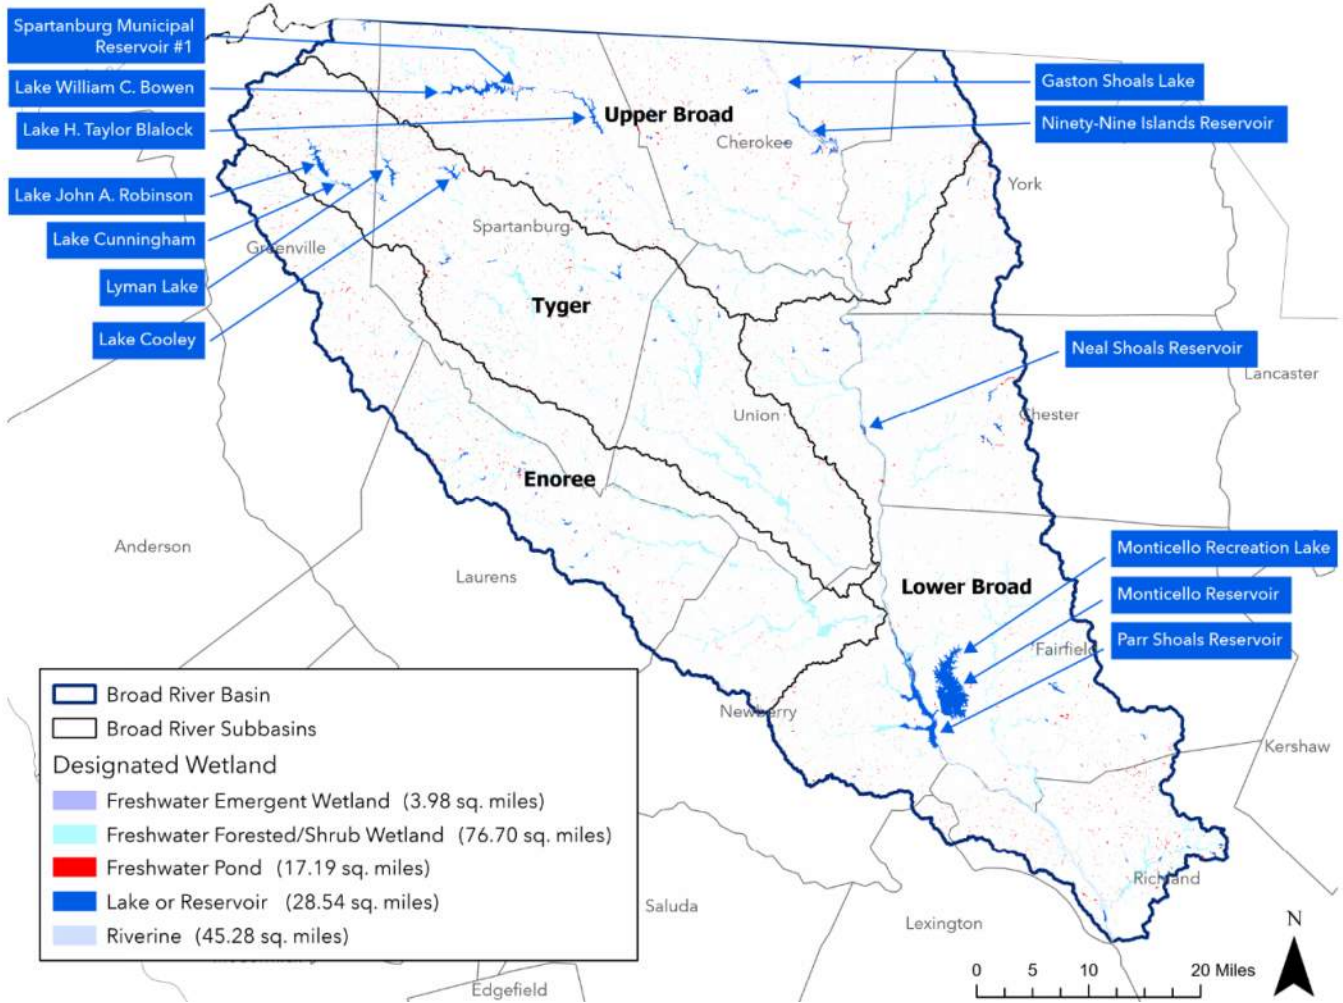 Spartanburg Municipal
Reservoir #1
Lake William C. Bowen
Lake H. Taylor Blalock
Lake John A. Robinson
Lake Cunningham
Lyman Lake
Lake Cooley
Gaston Shoals Lake
Ninety-Nine Islands Reservoir
Neal Shoals Reservoir
Monticello Recreation Lake
Monticello Reservoir
Parr Shoals Reservoir
Upper Broad
Cherokee
York
Spartanburg
Greenville
Tyger
Lancaster
Union
Chester
Enoree
Anderson
Laurens
Lower Broad
Fairfield
Newberry
Kershaw
Richland
Saluda
Lexington
Edgefield
Broad River Basin
Broad River Subbasins
Designated Wetland
Freshwater Emergent Wetland (3.98 sq. miles)
Freshwater Forested/Shrub Wetland (76.70 sq. miles)
Freshwater Pond (17.19 sq. miles)
Lake or Reservoir (28.54 sq. miles)
Riverine (45.28 sq. miles)
N
0 5 10 20 Miles